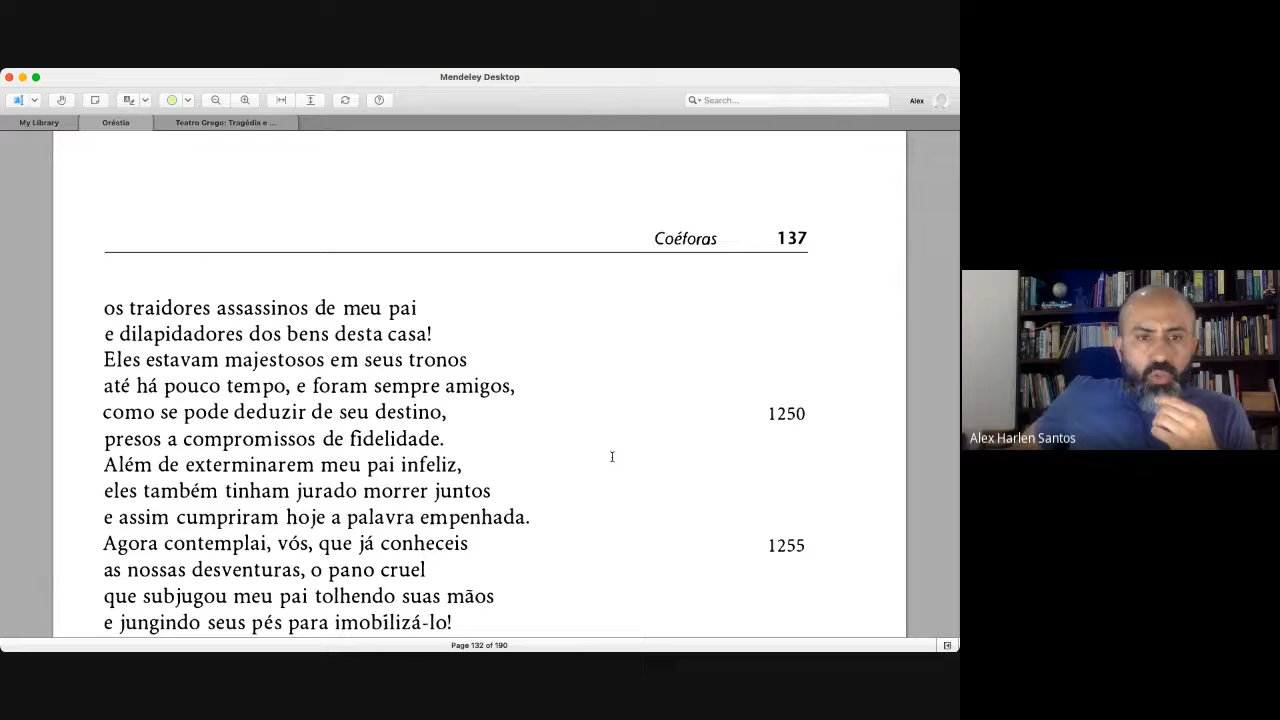 Mendeley Desktop
Search...
Alex
My Library
Oréstia
Teatro Grego: Tragédia e ...
Coéforas 137
os traidores assassinos de meu pai
e dilapidadores dos bens desta casa!
Eles estavam majestosos em seus tronos
até há pouco tempo, e foram sempre amigos,
como se pode deduzir de seu destino, 1250
presos a compromissos de fidelidade.
Além de exterminarem meu pai infeliz,
eles também tinham jurado morrer juntos
e assim cumpriram hoje a palavra empenhada.
Agora contemplai, vós, que já conheceis 1255
as nossas desventuras, o pano cruel
que subjugou meu pai tolhendo suas mãos
e jungindo seus pés para imobilizá-lo!
Page 132 of 190
Alex Harlen Santos